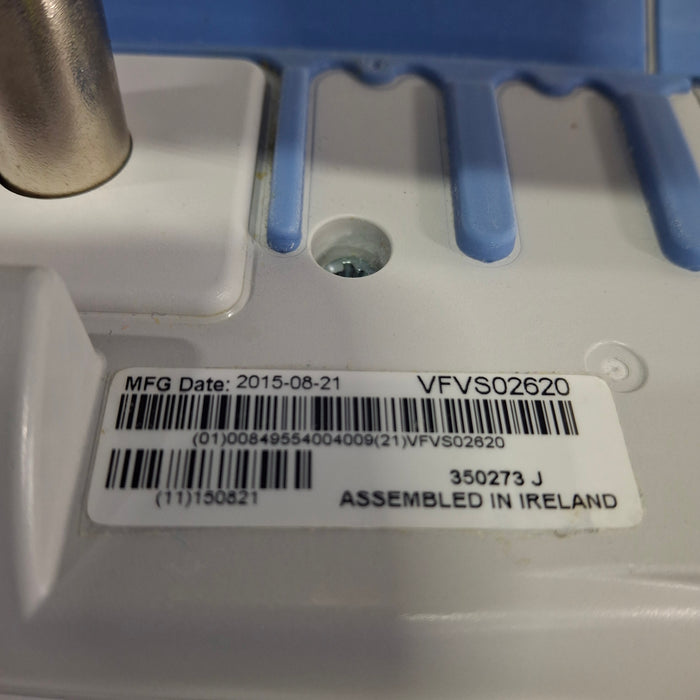 MFG Date: 2015-08-21 VFVS02620
(01)00849554004009(21)VFVS02620
350273 J
(11)150821 ASSEMBLED IN IRELAND